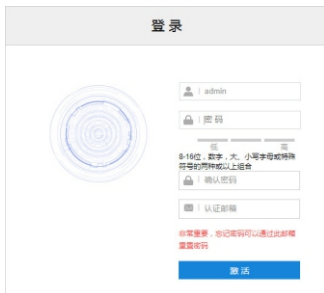 登 录
admin
密 码
低 高
8-16位，数字，大、小写字母或特殊
符号的两种或以上组合
确认密码
认证邮箱
非常重要，忘记密码可以通过此邮箱
重置密码
激 活